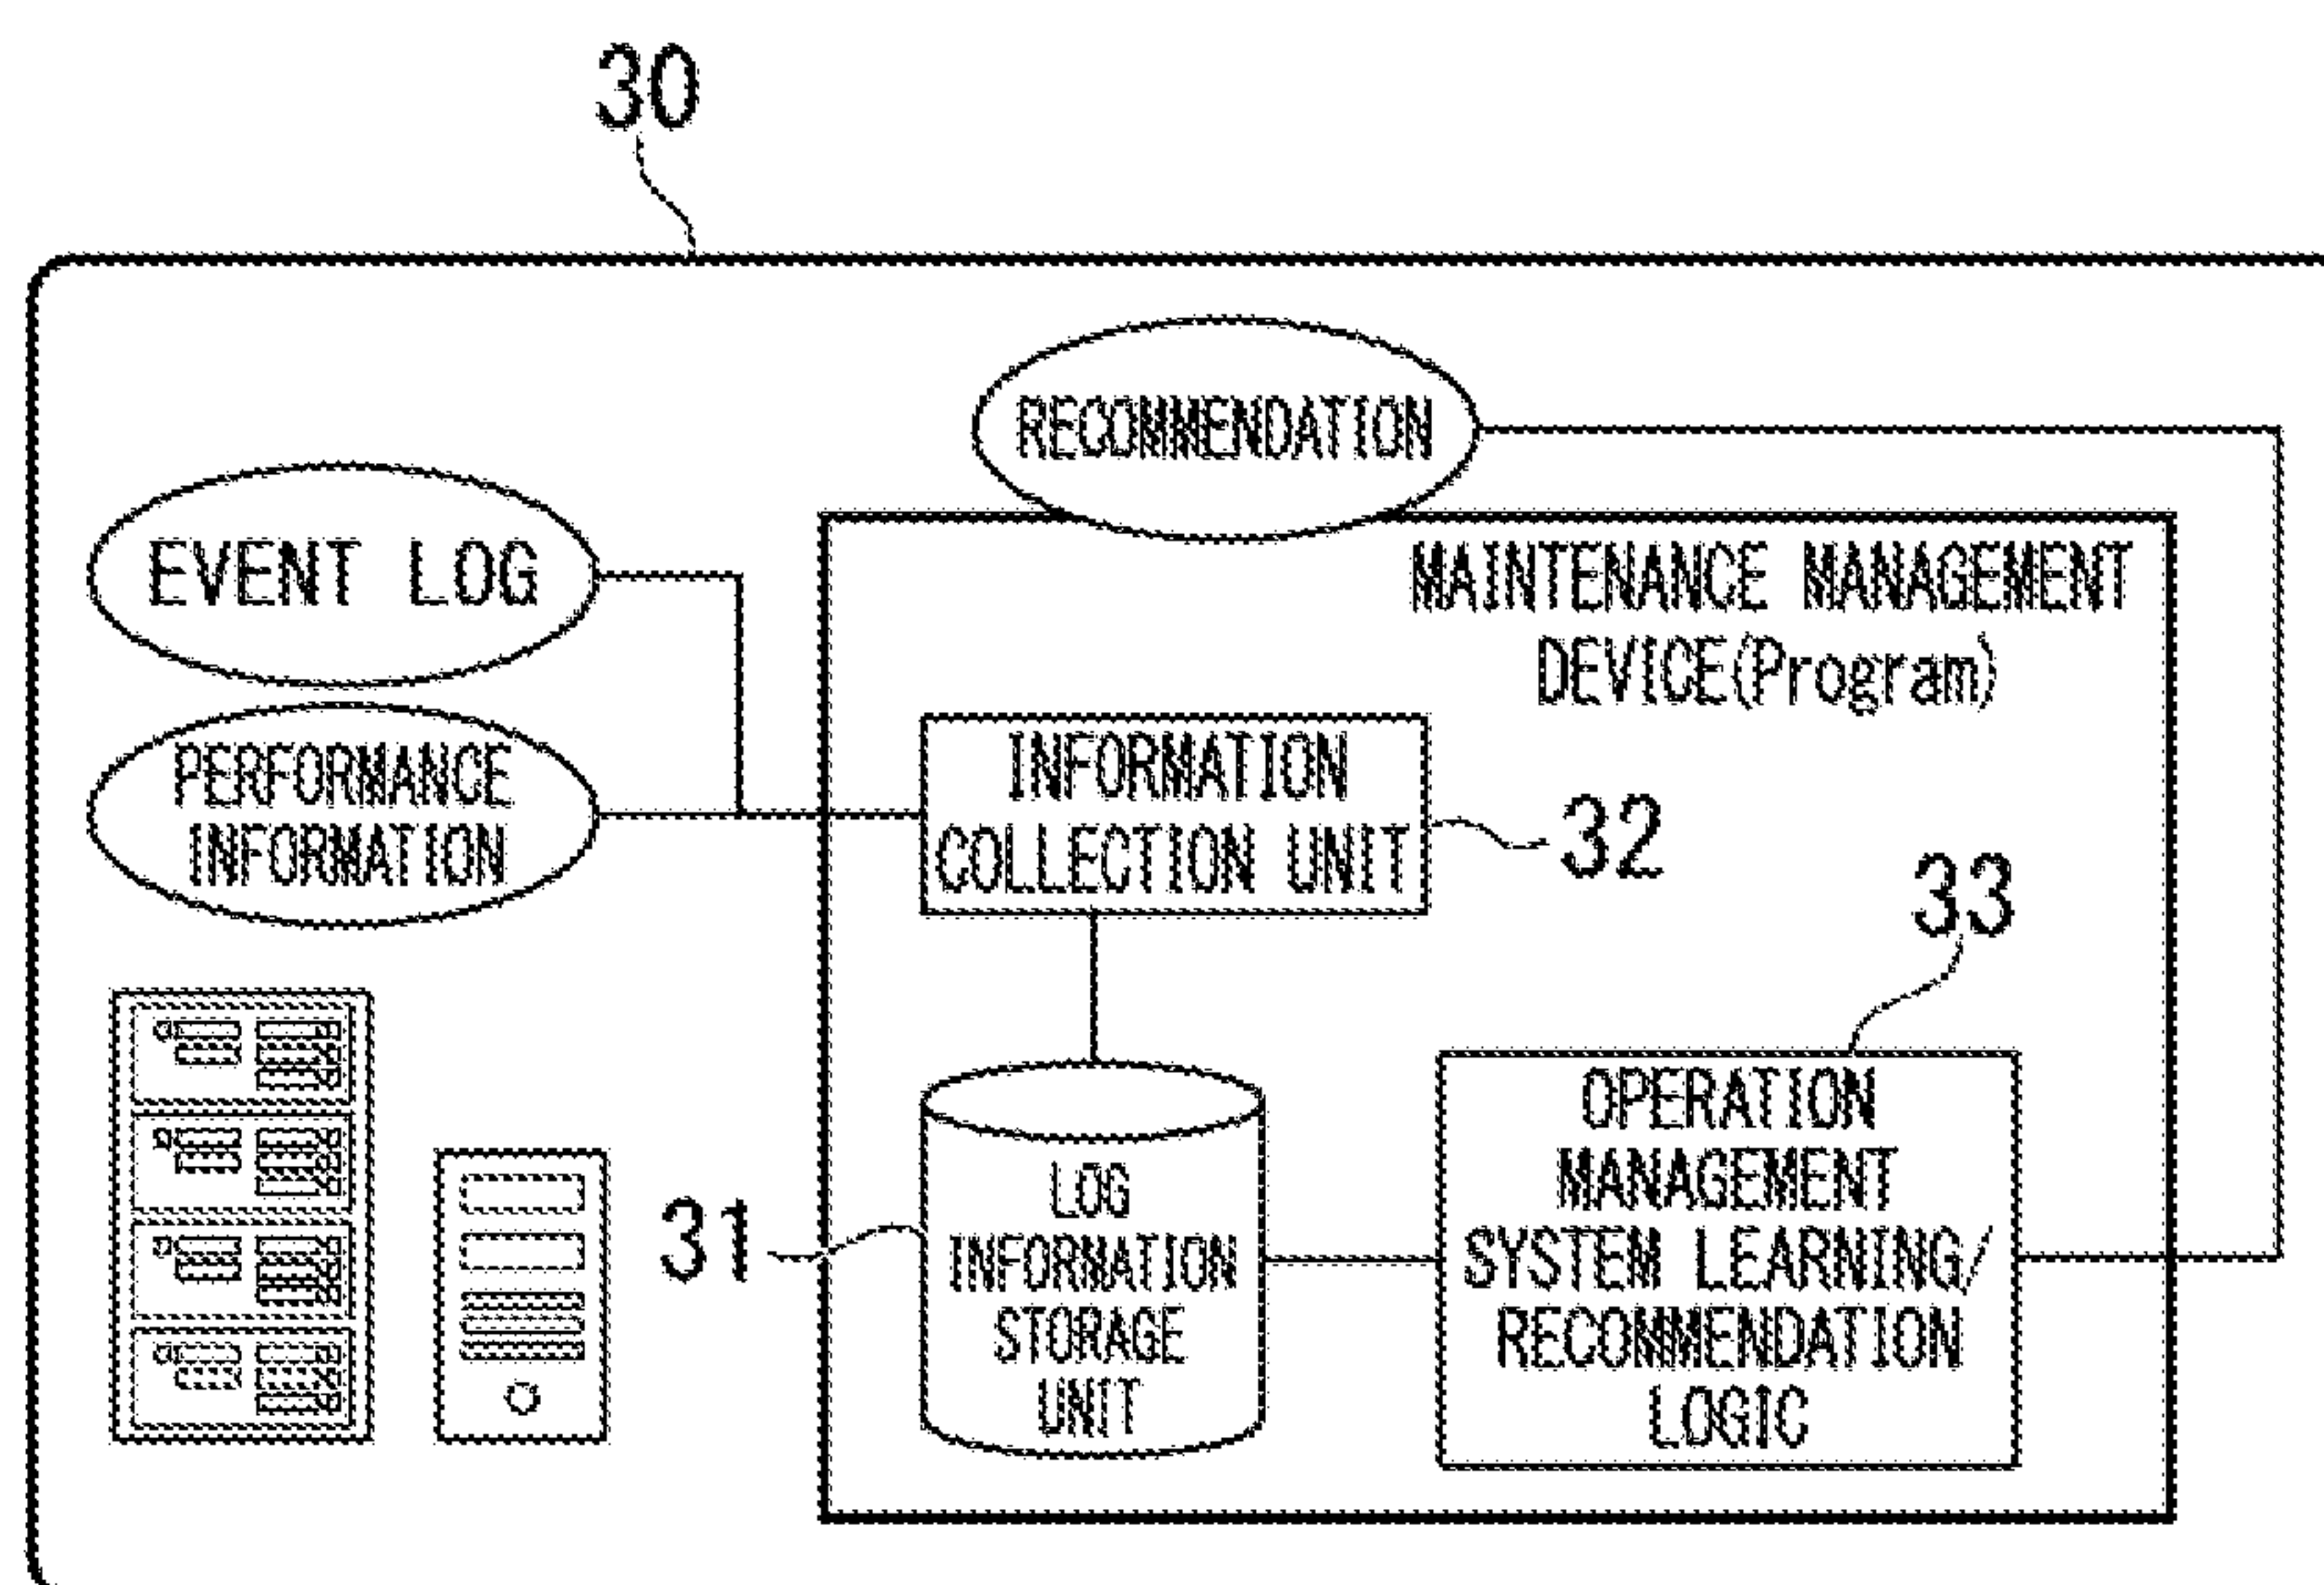 30
RECOMMENDATION
EVENT LOG
MAINTENANCE MANAGEMENT
DEVICE(Program)
PERFORMANCE
INFORMATION
INFORMATION
COLLECTION UNIT
32
33
31
LOG
INFORMATION
STORAGE
UNIT
OPERATION
MANAGEMENT
SYSTEM LEARNING/
RECOMMENDATION
LOGIC